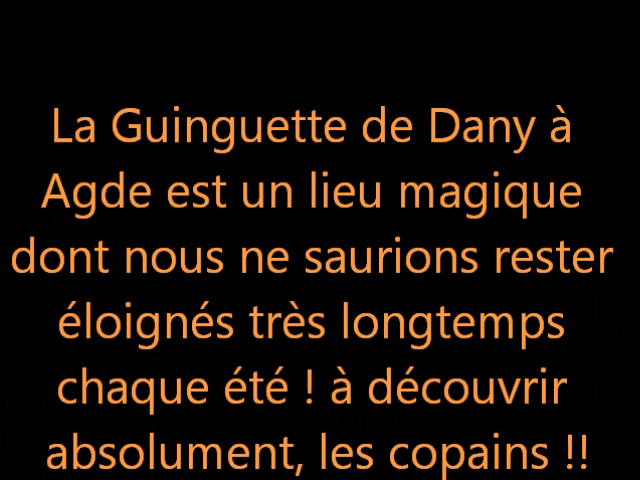 La Guinguette de Dany à
Agde est un lieu magique
dont nous ne saurions rester
éloignés très longtemps
chaque été ! à découvrir
absolument, les copains !!